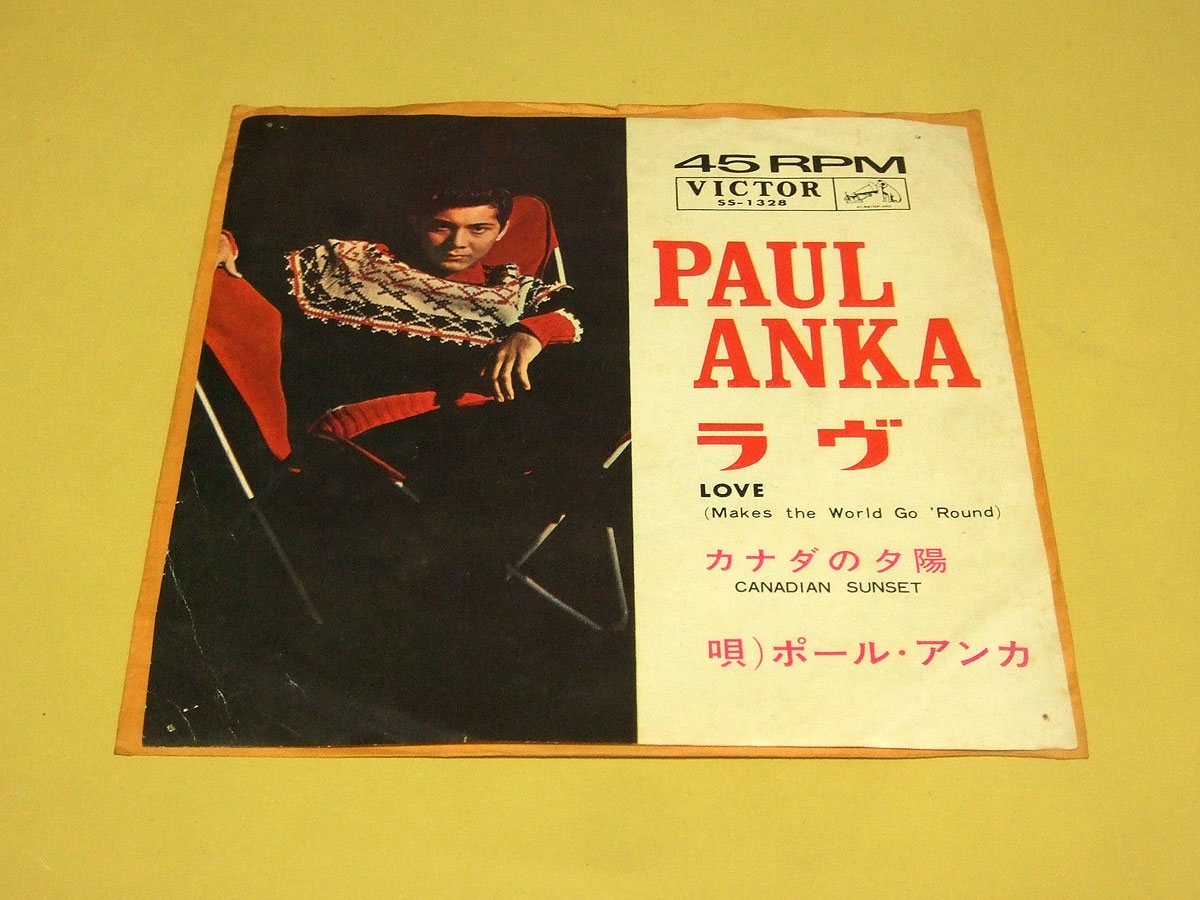 45 RPM
VICTOR
SS-1328
PAUL
ANKA
ラヴ
LOVE
(Makes the World Go 'Round)
カナダの夕陽
CANADIAN SUNSET
唄)ポール・アンカ